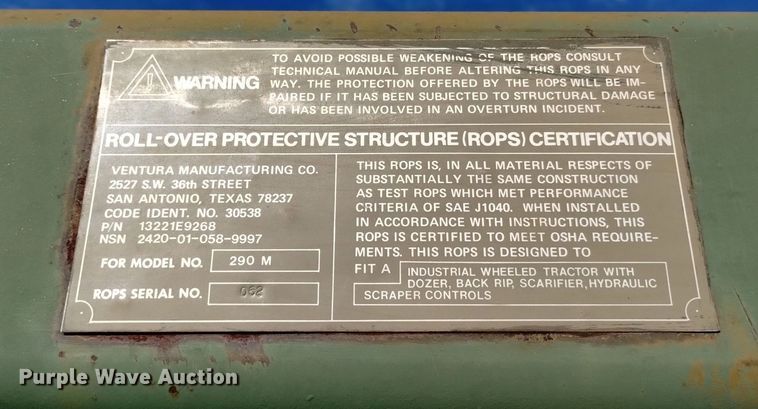 WARNING
TO AVOID POSSIBLE WEAKENING OF THE ROPS CONSULT
TECHNICAL MANUAL BEFORE ALTERING THIS ROPS IN ANY
WAY. THE PROTECTION OFFERED BY THE ROPS WILL BE IM-
PAIRED IF IT HAS BEEN SUBJECTED TO STRUCTURAL DAMAGE
OR HAS BEEN INVOLVED IN AN OVERTURN INCIDENT.
ROLL-OVER PROTECTIVE STRUCTURE (ROPS) CERTIFICATION
VENTURA MANUFACTURING CO.
2527 S.W. 36th STREET
SAN ANTONIO, TEXAS 78237
CODE IDENT. NO. 30538
P/N 13221E9268
NSN 2420-01-058-9997
FOR MODEL NO. 290 M
ROPS SERIAL NO. 062
THIS ROPS IS, IN ALL MATERIAL RESPECTS OF
SUBSTANTIALLY THE SAME CONSTRUCTION
AS TEST ROPS WHICH MET PERFORMANCE
CRITERIA OF SAE J1040. WHEN INSTALLED
IN ACCORDANCE WITH INSTRUCTIONS, THIS
ROPS IS CERTIFIED TO MEET OSHA REQUIRE-
MENTS. THIS ROPS IS DESIGNED TO
FIT A INDUSTRIAL WHEELED TRACTOR WITH
DOZER, BACK RIP, SCARIFIER, HYDRAULIC
SCRAPER CONTROLS
Purple Wave Auction